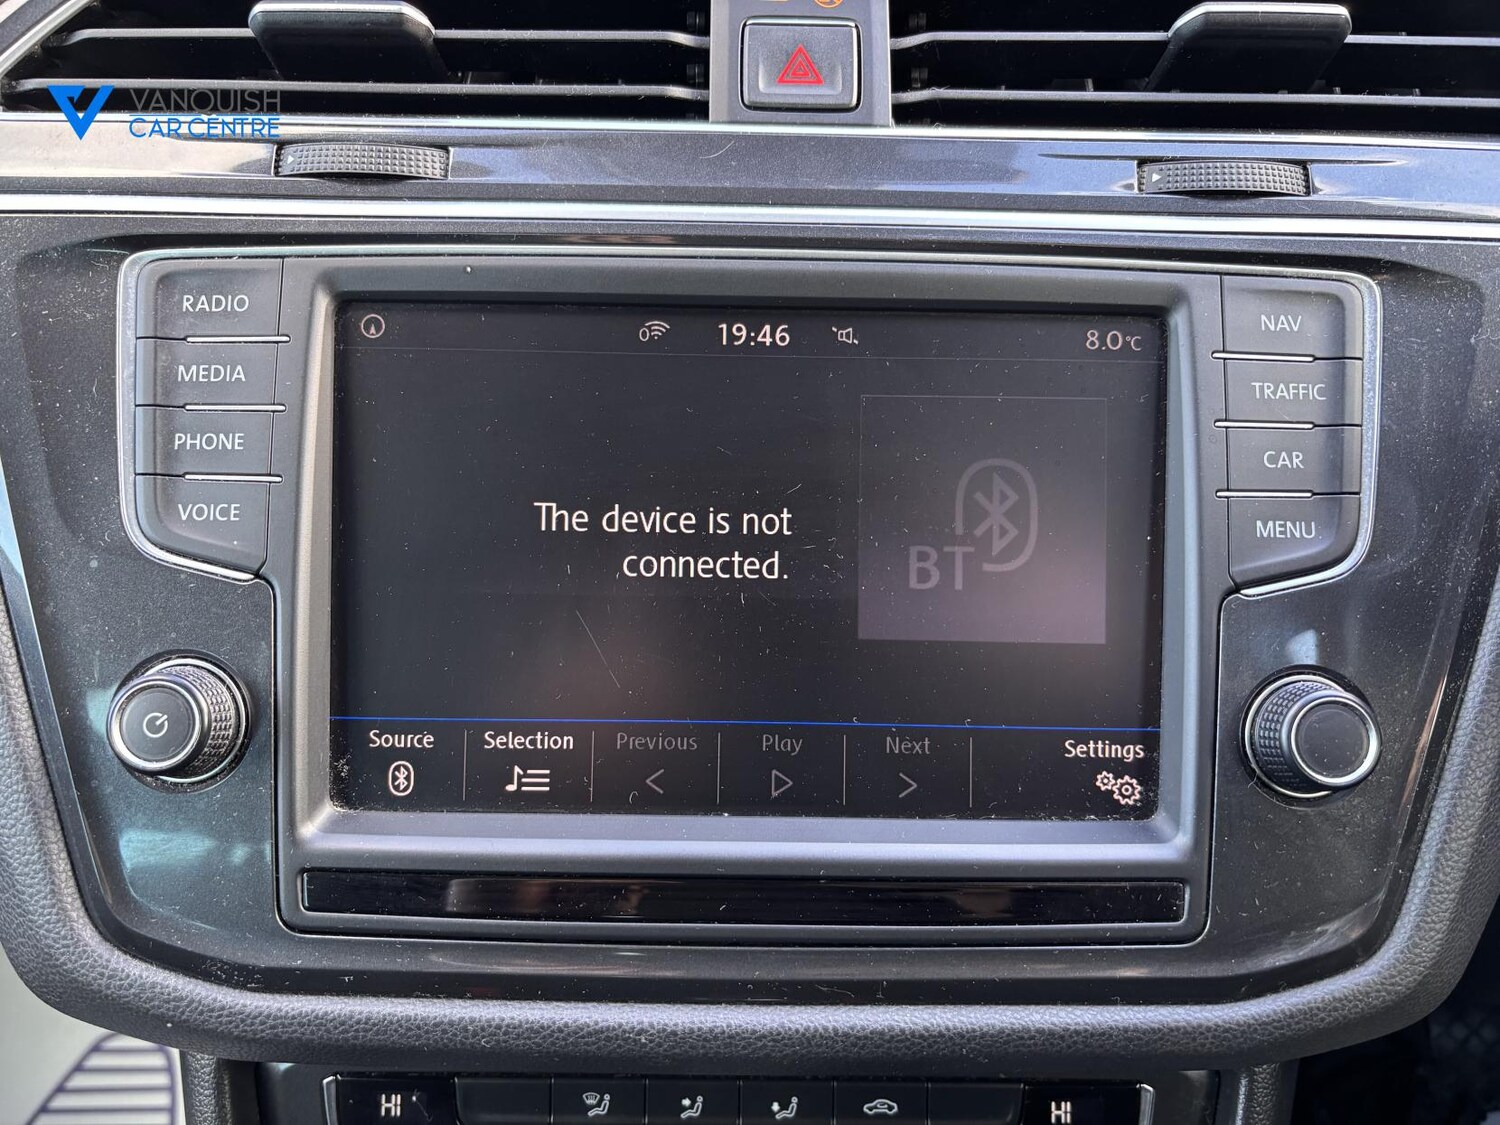 VANQUISH
CAR CENTRE
RADIO
MEDIA
PHONE
VOICE
NAV
TRAFFIC
CAR
MENU
0
19:46
8.0°C
The device is not
connected.
BT
Source
Selection
Previous
Play
Next
Settings
HI
HI